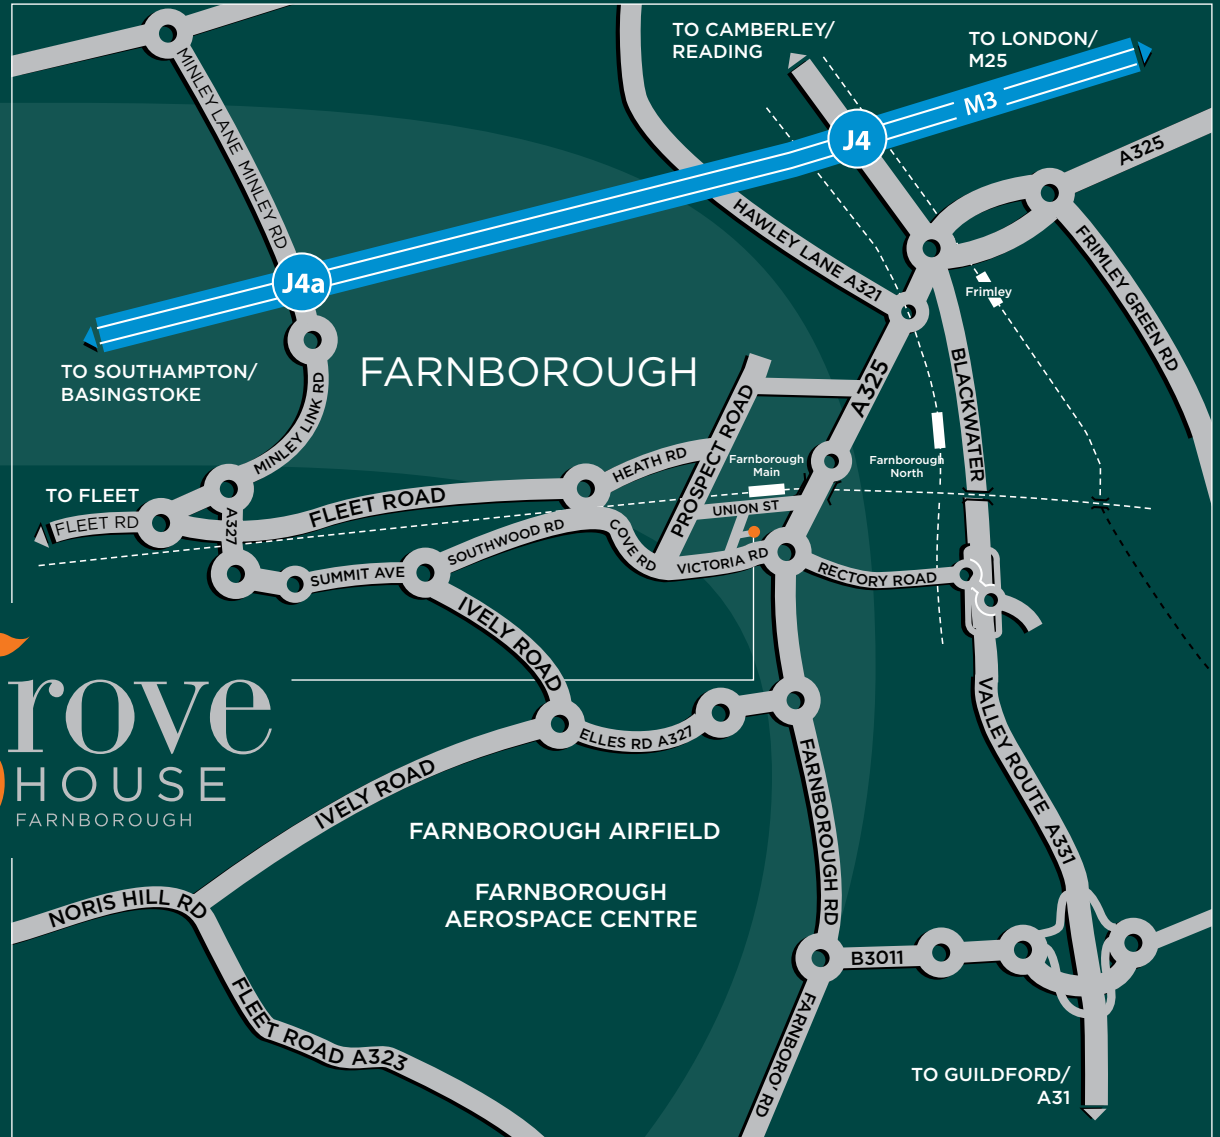 TO CAMBERLEY/
READING
TO LONDON/
M25
M3
J4
A325
MINLEY LANE
MINLEY RD
HAWLEY LANE A321
FRIMLEY GREEN RD
J4a
Frimley
TO SOUTHAMPTON/
BASINGSTOKE
FARNBOROUGH
A325
BLACKWATER
MINLEY LINK RD
PROSPECT ROAD
HEATH RD
Farnborough
Main
Farnborough
North
TO FLEET
FLEET RD
FLEET ROAD
A327
UNION ST
SOUTHWOOD RD
COVE RD
VICTORIA RD
RECTORY ROAD
SUMMIT AVE
IVELY ROAD
rove
HOUSE
FARNBOROUGH
ELLES RD A327
VALLEY ROUTE A331
FARNBOROUGH RD
IVELY ROAD
FARNBOROUGH AIRFIELD
FARNBOROUGH
AEROSPACE CENTRE
NORIS HILL RD
B3011
FLEET ROAD A323
FARNBORO' RD
TO GUILDFORD/
A31